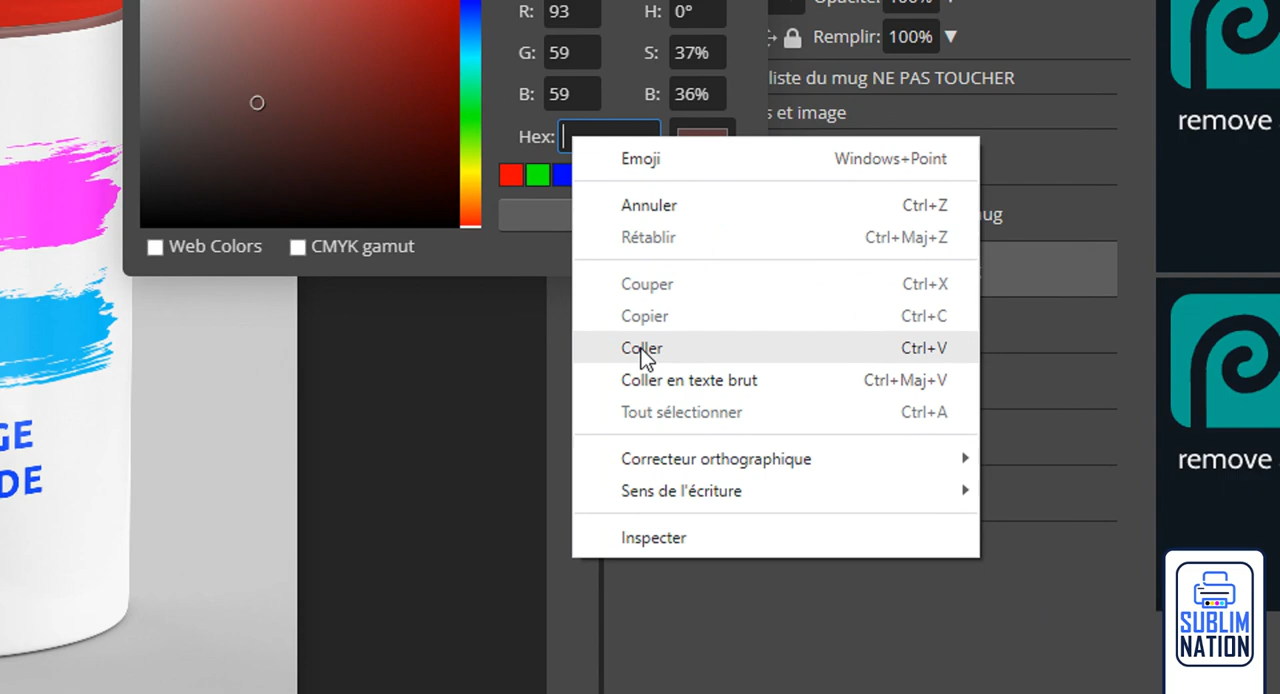 R: 93 H: 0° Opacité: 100%
G: 59 S: 37% Remplir: 100% ▼
B: 59 B: 36%
liste du mug NE PAS TOUCHER
s et image
Hex:
Web Colors CMYK gamut
Emoji Windows+Point
Annuler Ctrl+Z
Rétablir Ctrl+Maj+Z
Couper Ctrl+X
Copier Ctrl+C
Coller Ctrl+V
Coller en texte brut Ctrl+Maj+V
Tout sélectionner Ctrl+A
Correcteur orthographique
Sens de l'écriture
Inspecter
ug
GE
DE
remove
remove
SUBLIM
NATION